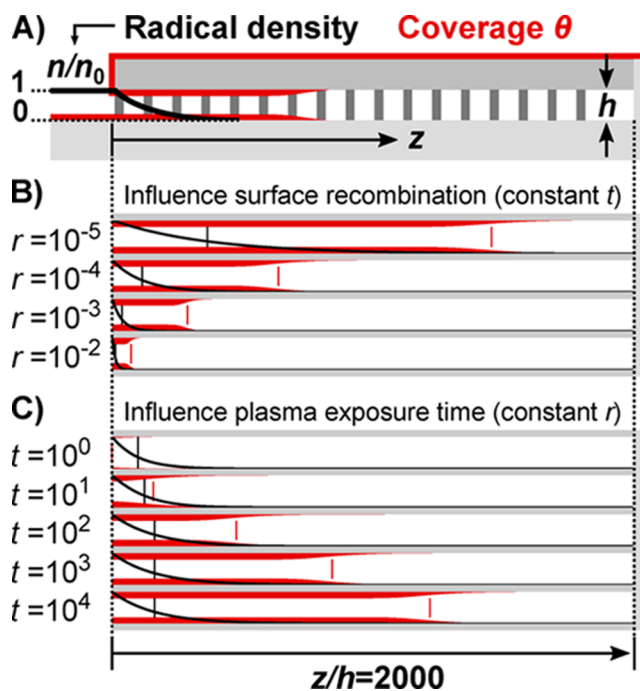 A) Radical density Coverage θ
n/n₀
1
0
h
z
B) Influence surface recombination (constant t)
r =10⁻⁵
r =10⁻⁴
r =10⁻³
r =10⁻²
C) Influence plasma exposure time (constant r)
t =10⁰
t =10¹
t =10²
t =10³
t =10⁴
z/h=2000